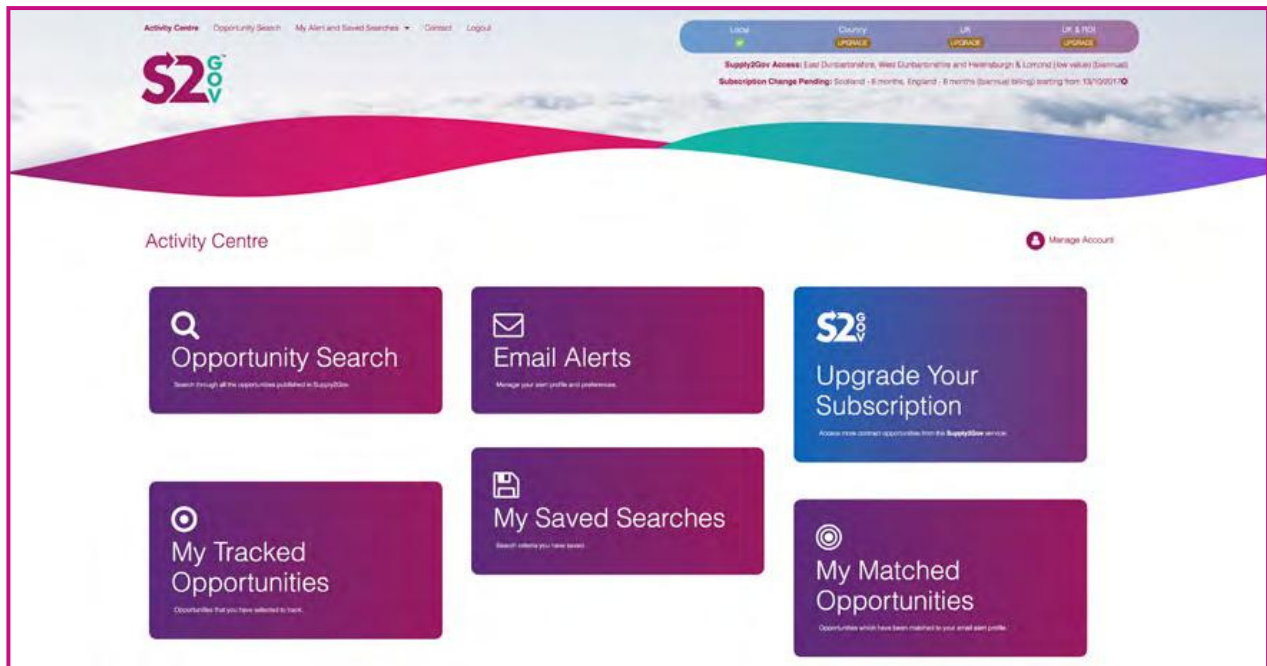 Activity Centre Opportunity Search My Alert and Saved Searches Contact Logout
Local Country UK UK & ROI
UPGRADE UPGRADE UPGRADE
S2 GOV
Supply2Gov Access: East Dunbartonshire, West Dunbartonshire and Helensburgh & Lomond (low value) (biannual)
Subscription Change Pending: Scotland - 6 months, England - 6 months (biannual billing) starting from 13/10/2017
Activity Centre
Manage Account
Opportunity Search
Search through all the opportunities published in Supply2Gov.
Email Alerts
Manage your alert profile and preferences.
S2 GOV
Upgrade Your
Subscription
Access more contract opportunities from the Supply2Gov service.
My Tracked
Opportunities
Opportunities that you have selected to track.
My Saved Searches
Search criteria you have saved.
My Matched
Opportunities
Opportunities which have been matched to your email alert profile.